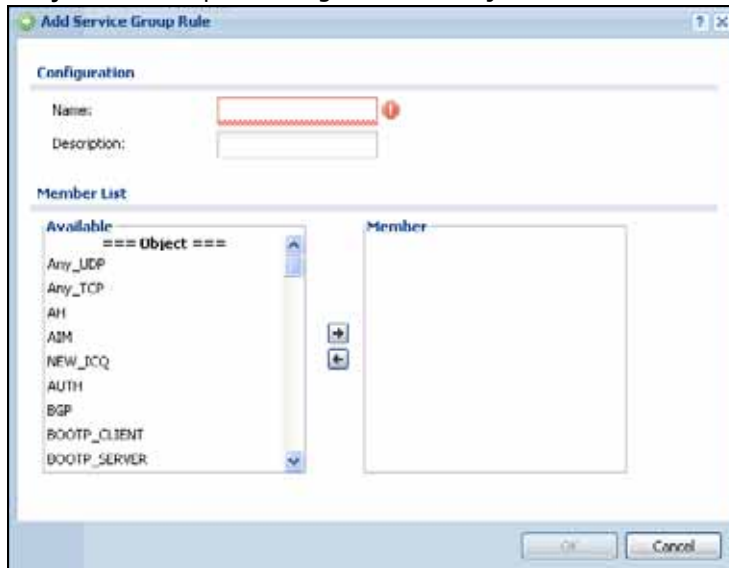 Add Service Group Rule
? ×
Configuration
Name:
Description:
Member List
Available
=== Object ===
Any_UDP
Any_TCP
AH
AIM
NEW_ICQ
AUTH
BGP
BOOTP_CLIENT
BOOTP_SERVER
Member
OK
Cancel